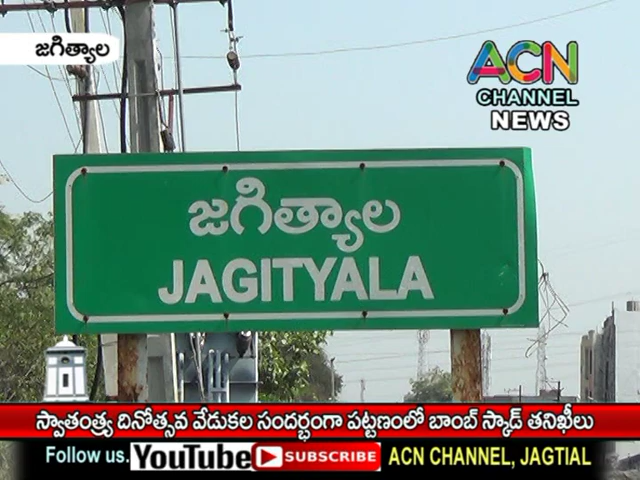 జగిత్యాల
ACN
CHANNEL
NEWS
జగిత్యాల
JAGITYALA
స్వాతంత్ర్య దినోత్సవ వేడుకల సందర్భంగా పట్టణంలో బాంబ్ స్కాడ్ తనిఖీలు
Follow us. YouTube SUBSCRIBE ACN CHANNEL, JAGTIAL